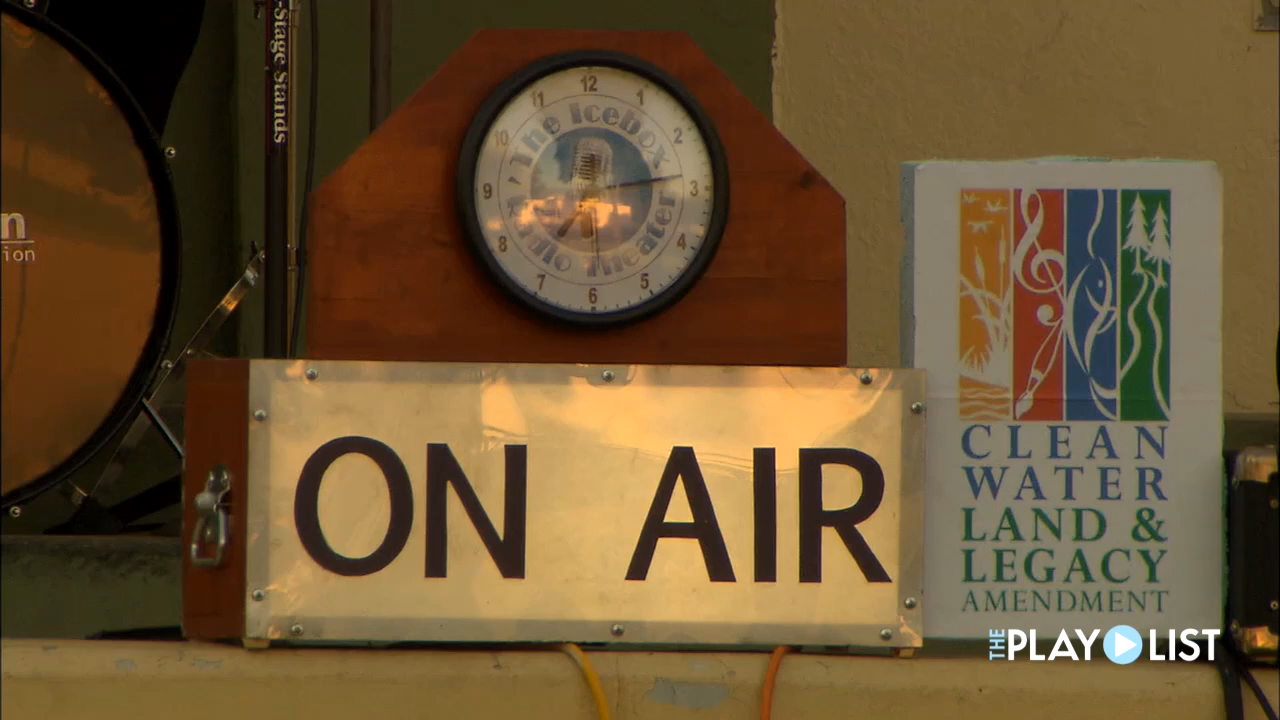 -Stage Stands
n
ion
12
1
2
3
4
5
6
7
8
9
10
11
The Icebox
Radio Theater
ON AIR
CLEAN
WATER
LAND &
LEGACY
AMENDMENT
THE PLAY LIST